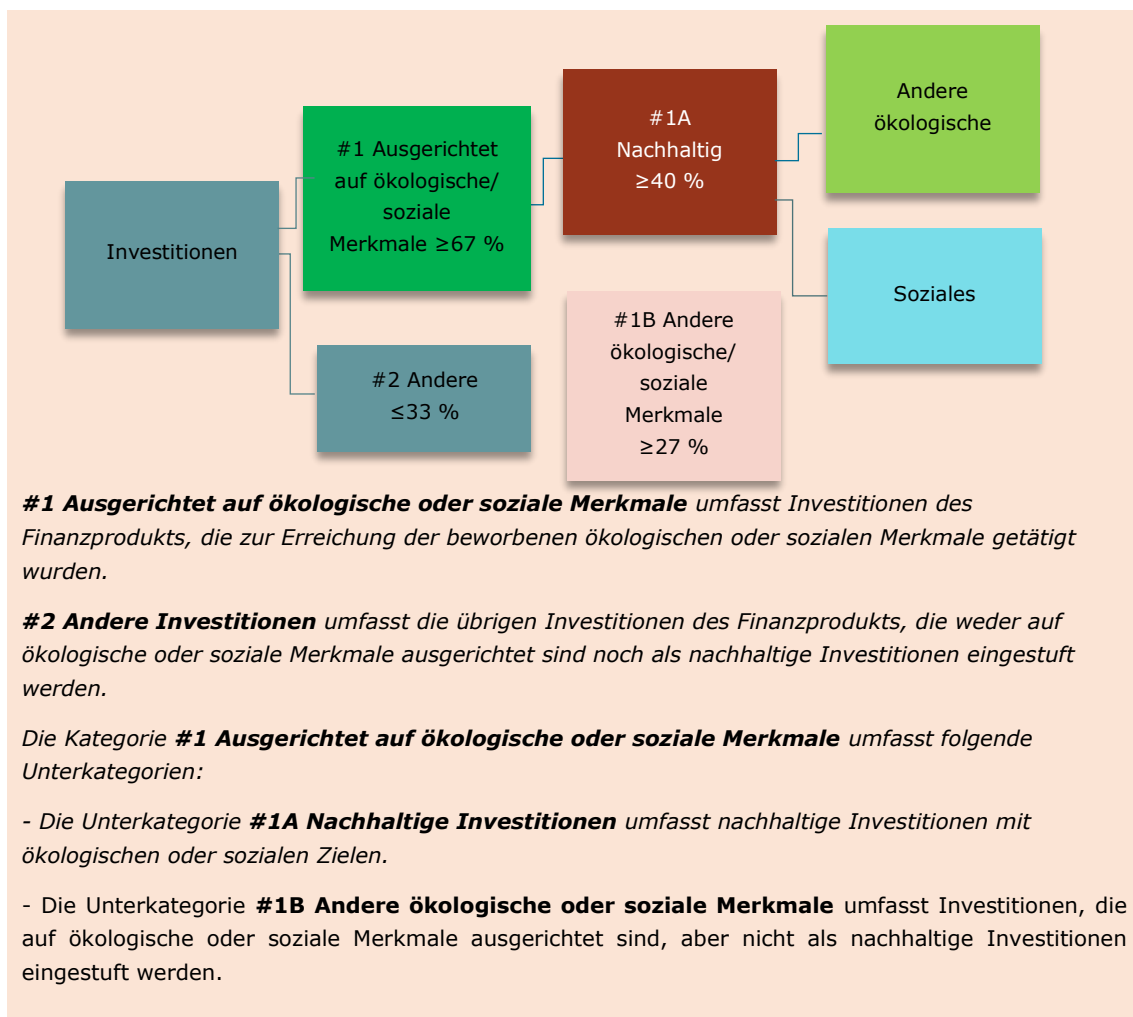 Investitionen
#1 Ausgerichtet
auf ökologische/
soziale
Merkmale ≥67 %
#2 Andere
≤33 %
#1A
Nachhaltig
≥40 %
#1B Andere
ökologische/
soziale
Merkmale
≥27 %
Andere
ökologische
Soziales
#1 Ausgerichtet auf ökologische oder soziale Merkmale umfasst Investitionen des
Finanzprodukts, die zur Erreichung der beworbenen ökologischen oder sozialen Merkmale getätigt
wurden.
#2 Andere Investitionen umfasst die übrigen Investitionen des Finanzprodukts, die weder auf
ökologische oder soziale Merkmale ausgerichtet sind noch als nachhaltige Investitionen eingestuft
werden.
Die Kategorie #1 Ausgerichtet auf ökologische oder soziale Merkmale umfasst folgende
Unterkategorien:
- Die Unterkategorie #1A Nachhaltige Investitionen umfasst nachhaltige Investitionen mit
ökologischen oder sozialen Zielen.
- Die Unterkategorie #1B Andere ökologische oder soziale Merkmale umfasst Investitionen, die
auf ökologische oder soziale Merkmale ausgerichtet sind, aber nicht als nachhaltige Investitionen
eingestuft werden.